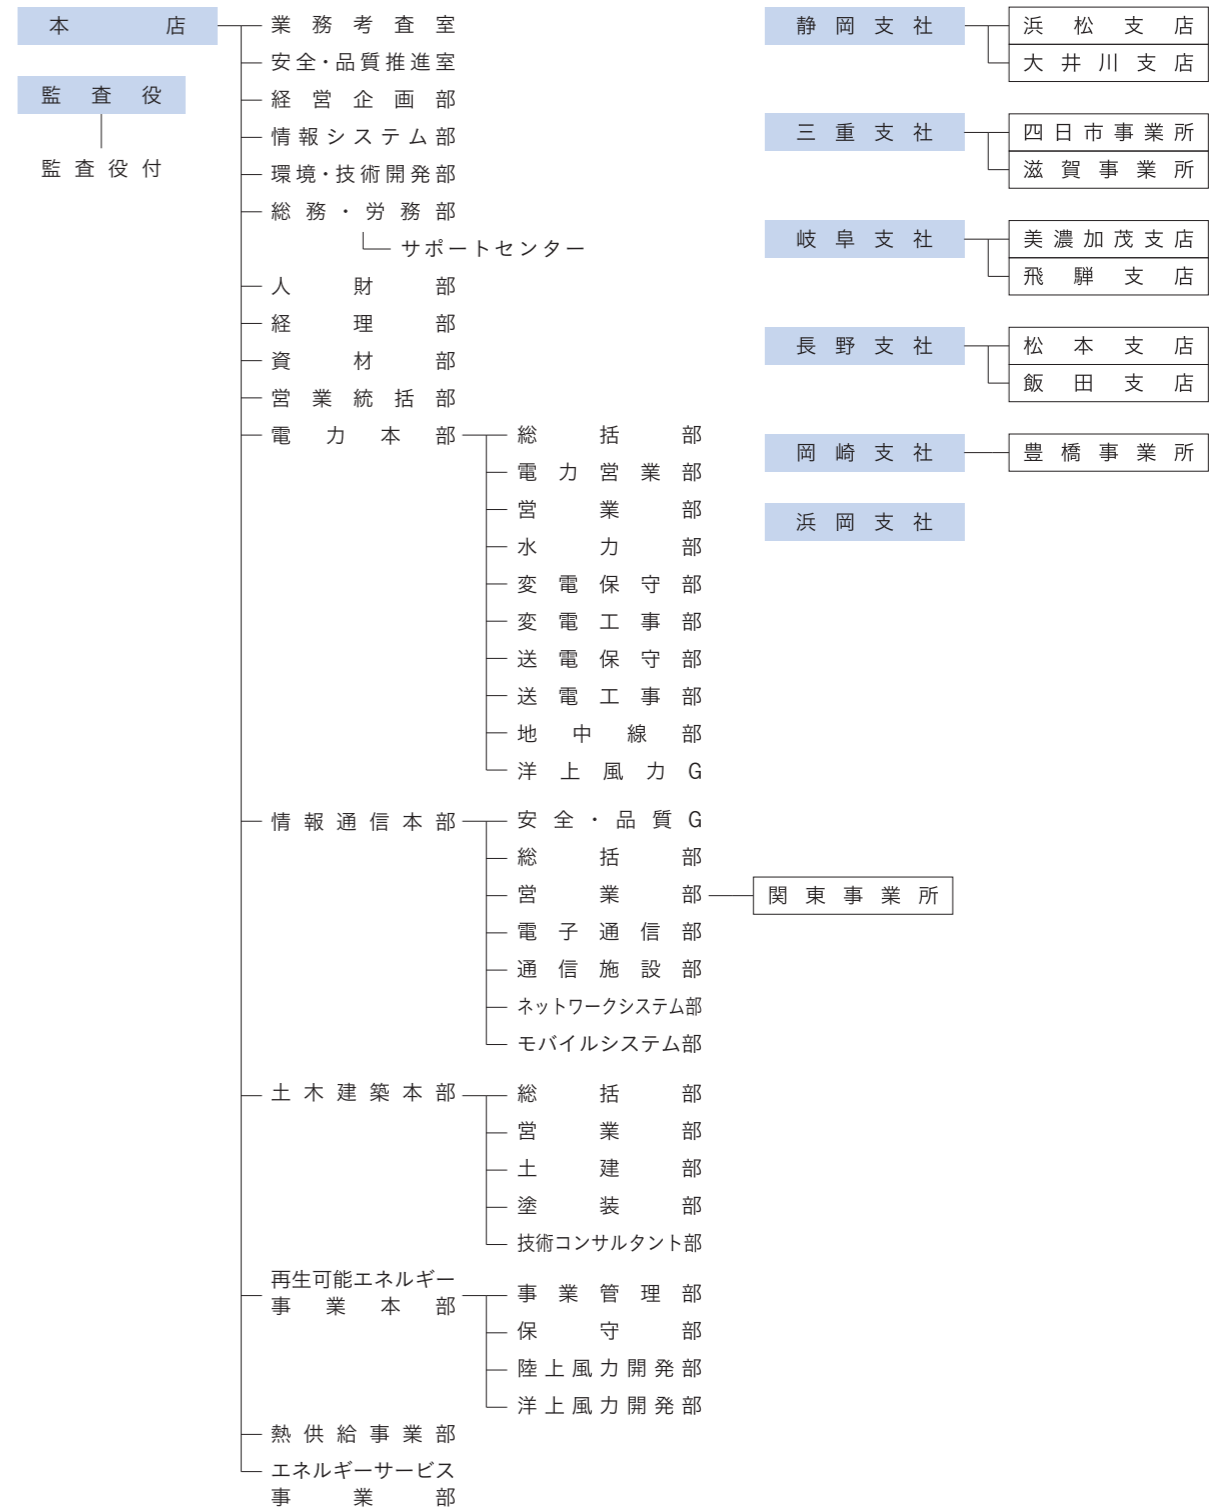 本店
業務考査室
安全・品質推進室
経営企画部
情報システム部
環境・技術開発部
総務・労務部
サポートセンター
人財部
経理部
資材部
営業統括部
電力本部
総括部
電力営業部
営業部
水力部
変電保守部
変電工事部
送電保守部
送電工事部
地中線部
洋上風力G
情報通信本部
安全・品質G
総括部
営業部
関東事業所
電子通信部
通信施設部
ネットワークシステム部
モバイルシステム部
土木建築本部
総括部
営業部
土建部
塗装部
技術コンサルタント部
再生可能エネルギー
事業本部
事業管理部
保守部
陸上風力開発部
洋上風力開発部
熱供給事業部
エネルギーサービス
事業部
監査役
監査役付
静岡支社
浜松支店
大井川支店
三重支社
四日市事業所
滋賀事業所
岐阜支社
美濃加茂支店
飛騨支店
長野支社
松本支店
飯田支店
岡崎支社
豊橋事業所
浜岡支社